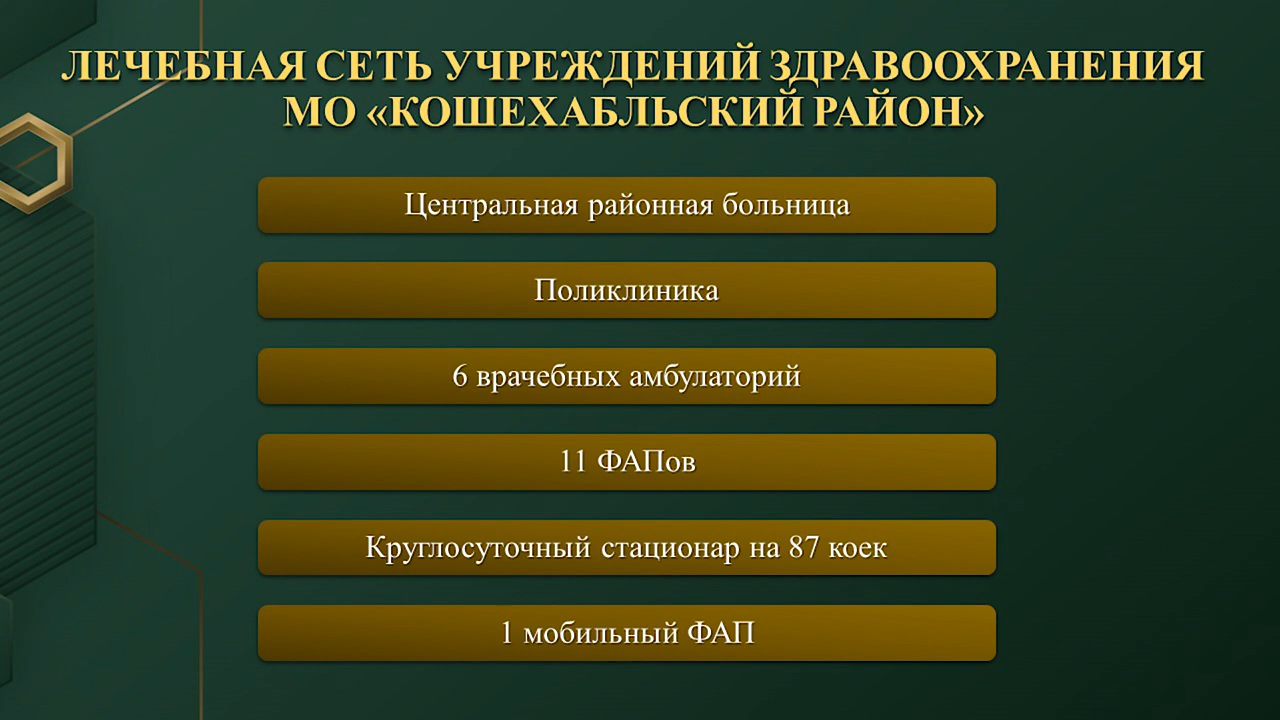 ЛЕЧЕБНАЯ СЕТЬ УЧРЕЖДЕНИЙ ЗДРАВООХРАНЕНИЯ
МО «КОШЕХАБЛЬСКИЙ РАЙОН»
Центральная районная больница
Поликлиника
6 врачебных амбулаторий
11 ФАПов
Круглосуточный стационар на 87 коек
1 мобильный ФАП